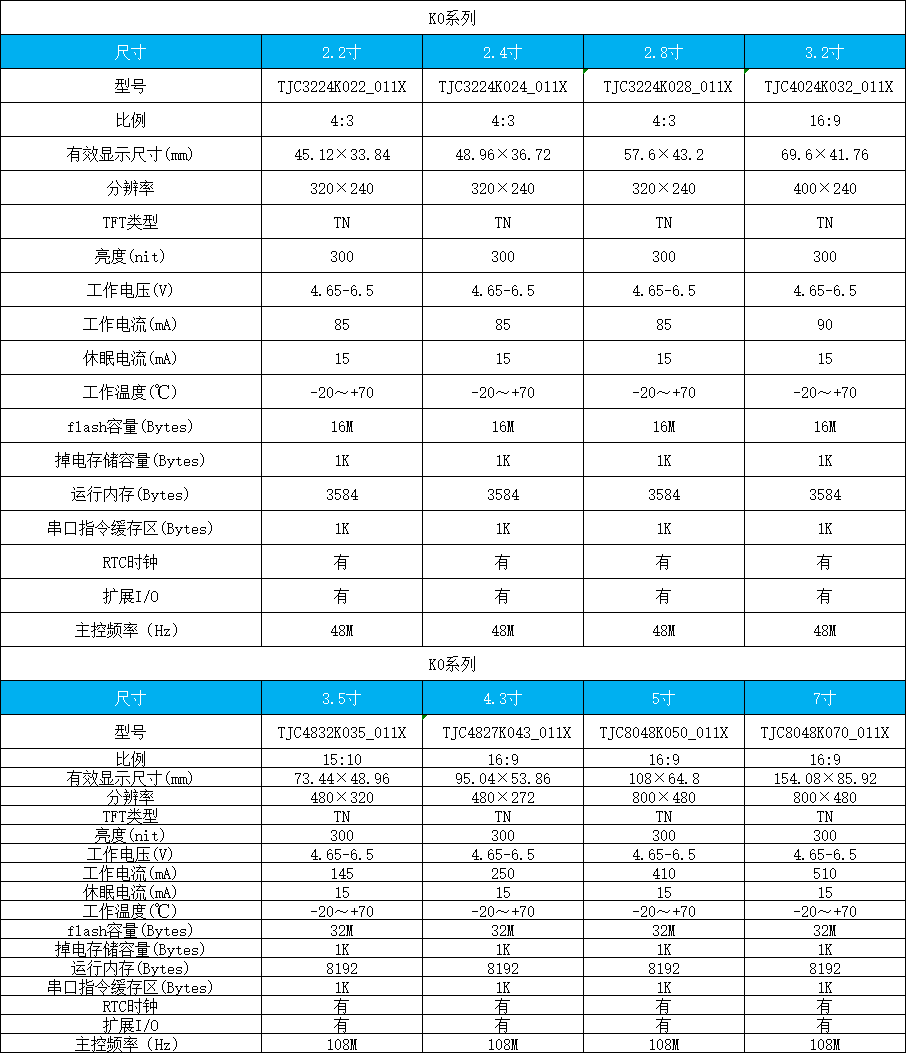 K0系列
尺寸 2.2寸 2.4寸 2.8寸 3.2寸
型号 TJC3224K022_011X TJC3224K024_011X TJC3224K028_011X TJC4024K032_011X
比例 4:3 4:3 4:3 16:9
有效显示尺寸(mm) 45.12×33.84 48.96×36.72 57.6×43.2 69.6×41.76
分辨率 320×240 320×240 320×240 400×240
TFT类型 TN TN TN TN
亮度(nit) 300 300 300 300
工作电压(V) 4.65-6.5 4.65-6.5 4.65-6.5 4.65-6.5
工作电流(mA) 85 85 85 90
休眠电流(mA) 15 15 15 15
工作温度(℃) -20～+70 -20～+70 -20～+70 -20～+70
flash容量(Bytes) 16M 16M 16M 16M
掉电存储容量(Bytes) 1K 1K 1K 1K
运行内存(Bytes) 3584 3584 3584 3584
串口指令缓存区(Bytes) 1K 1K 1K 1K
RTC时钟 有 有 有 有
扩展I/O 有 有 有 有
主控频率（Hz） 48M 48M 48M 48M
K0系列
尺寸 3.5寸 4.3寸 5寸 7寸
型号 TJC4832K035_011X TJC4827K043_011X TJC8048K050_011X TJC8048K070_011X
比例 15:10 16:9 16:9 16:9
有效显示尺寸(mm) 73.44×48.96 95.04×53.86 108×64.8 154.08×85.92
分辨率 480×320 480×272 800×480 800×480
TFT类型 TN TN TN TN
亮度(nit) 300 300 300 300
工作电压(V) 4.65-6.5 4.65-6.5 4.65-6.5 4.65-6.5
工作电流(mA) 145 250 410 510
休眠电流(mA) 15 15 15 15
工作温度(℃) -20～+70 -20～+70 -20～+70 -20～+70
flash容量(Bytes) 32M 32M 32M 32M
掉电存储容量(Bytes) 1K 1K 1K 1K
运行内存(Bytes) 8192 8192 8192 8192
串口指令缓存区(Bytes) 1K 1K 1K 1K
RTC时钟 有 有 有 有
扩展I/O 有 有 有 有
主控频率（Hz） 108M 108M 108M 108M